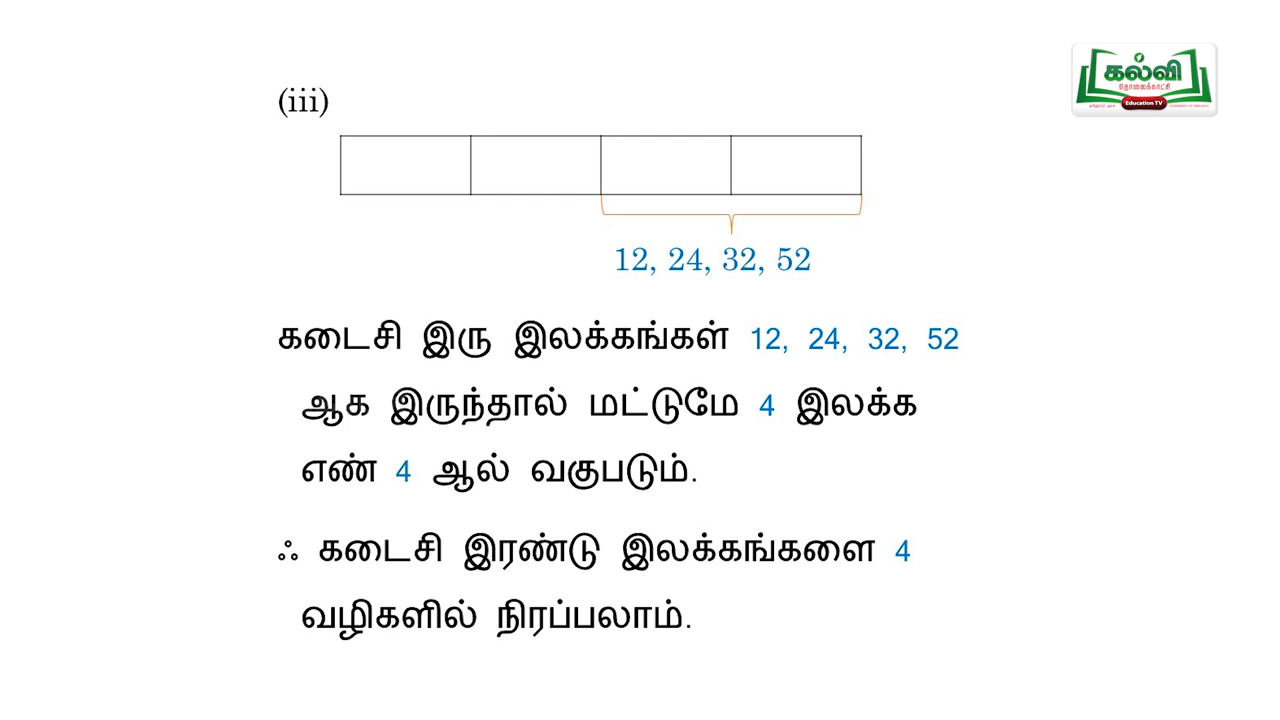 கல்வி
தொலைக்காட்சி
Education TV
(iii)
12, 24, 32, 52
கடைசி இரு இலக்கங்கள் 12, 24, 32, 52
ஆக இருந்தால் மட்டுமே 4 இலக்க
எண் 4 ஆல் வகுபடும்.
ஃ கடைசி இரண்டு இலக்கங்களை 4
வழிகளில் நிரப்பலாம்.